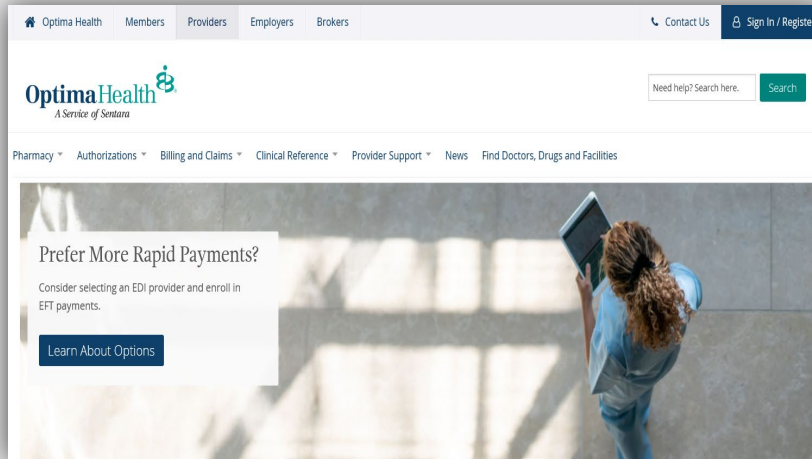 Optima Health Members Providers Employers Brokers Contact Us Sign In / Registe
OptimaHealth
A Service of Sentara
Need help? Search here. Search
Pharmacy Authorizations Billing and Claims Clinical Reference Provider Support News Find Doctors, Drugs and Facilities
Prefer More Rapid Payments?
Consider selecting an EDI provider and enroll in
EFT payments.
Learn About Options